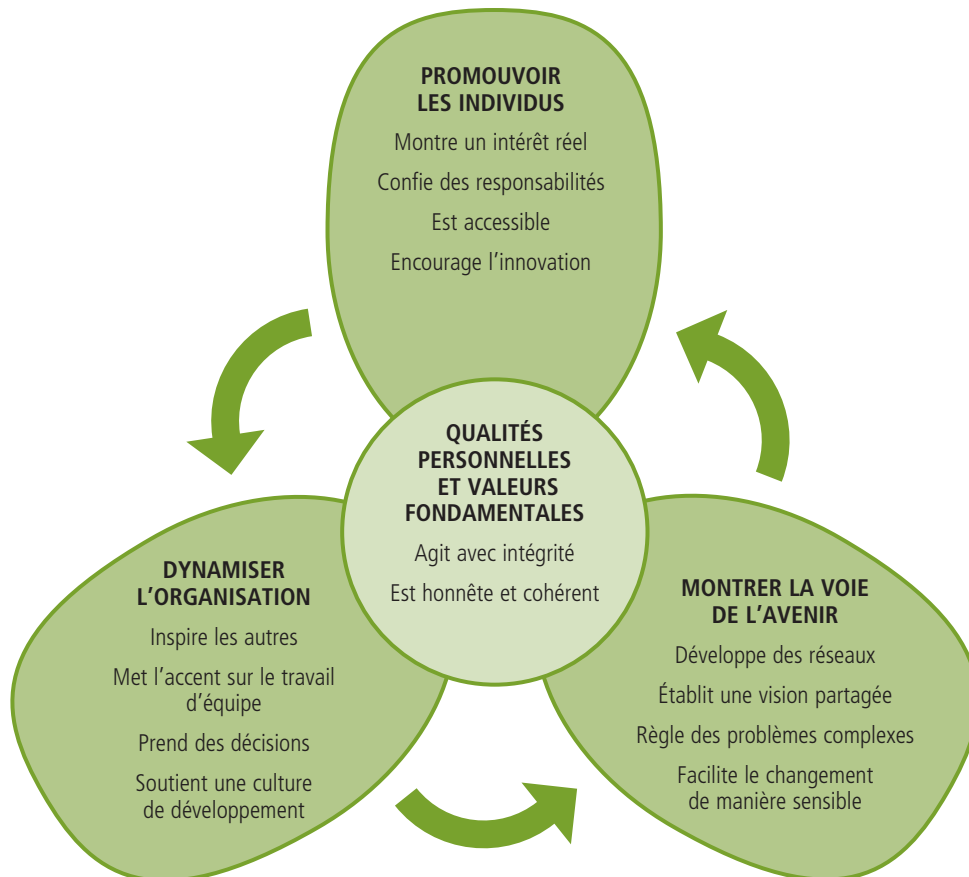 PROMOUVOIR
LES INDIVIDUS
Montre un intérêt réel
Confie des responsabilités
Est accessible
Encourage l'innovation
QUALITÉS
PERSONNELLES
ET VALEURS
FONDAMENTALES
Agit avec intégrité
Est honnête et cohérent
DYNAMISER
L'ORGANISATION
Inspire les autres
Met l'accent sur le travail
d'équipe
Prend des décisions
Soutient une culture
de développement
MONTRER LA VOIE
DE L'AVENIR
Développe des réseaux
Établit une vision partagée
Règle des problèmes complexes
Facilite le changement
de manière sensible